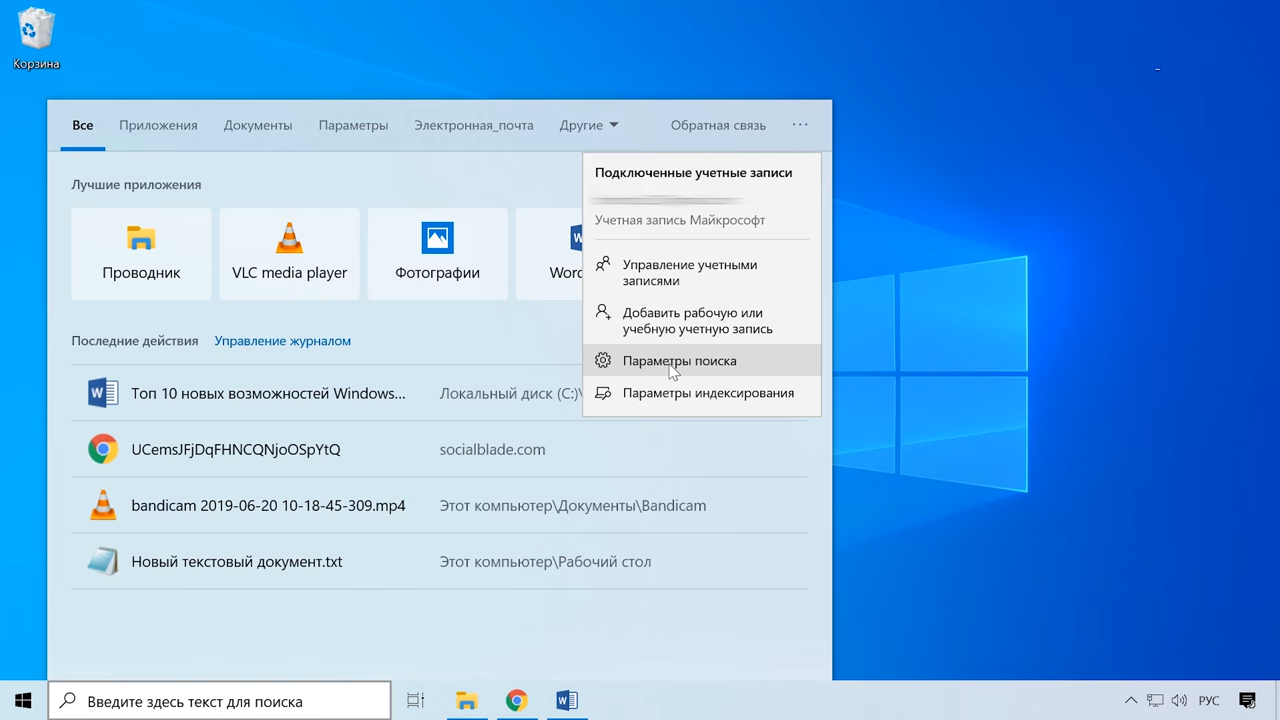 Корзина
Все
Приложения
Документы
Параметры
Электронная_почта
Другие
Обратная связь
Подключенные учетные записи
Учетная запись Майкрософт
Управление учетными
записями
Добавить рабочую или
учебную учетную запись
Параметры поиска
Параметры индексирования
Лучшие приложения
Проводник
VLC media player
Фотографии
Последние действия
Управление журналом
Топ 10 новых возможностей Windows...
Локальный диск (C:)\
UCemsJFjDqFHNCQNjoOSpYtQ
socialblade.com
bandicam 2019-06-20 10-18-45-309.mp4
Этот компьютер\Документы\Bandicam
Новый текстовый документ.txt
Этот компьютер\Рабочий стол
Введите здесь текст для поиска
РУС